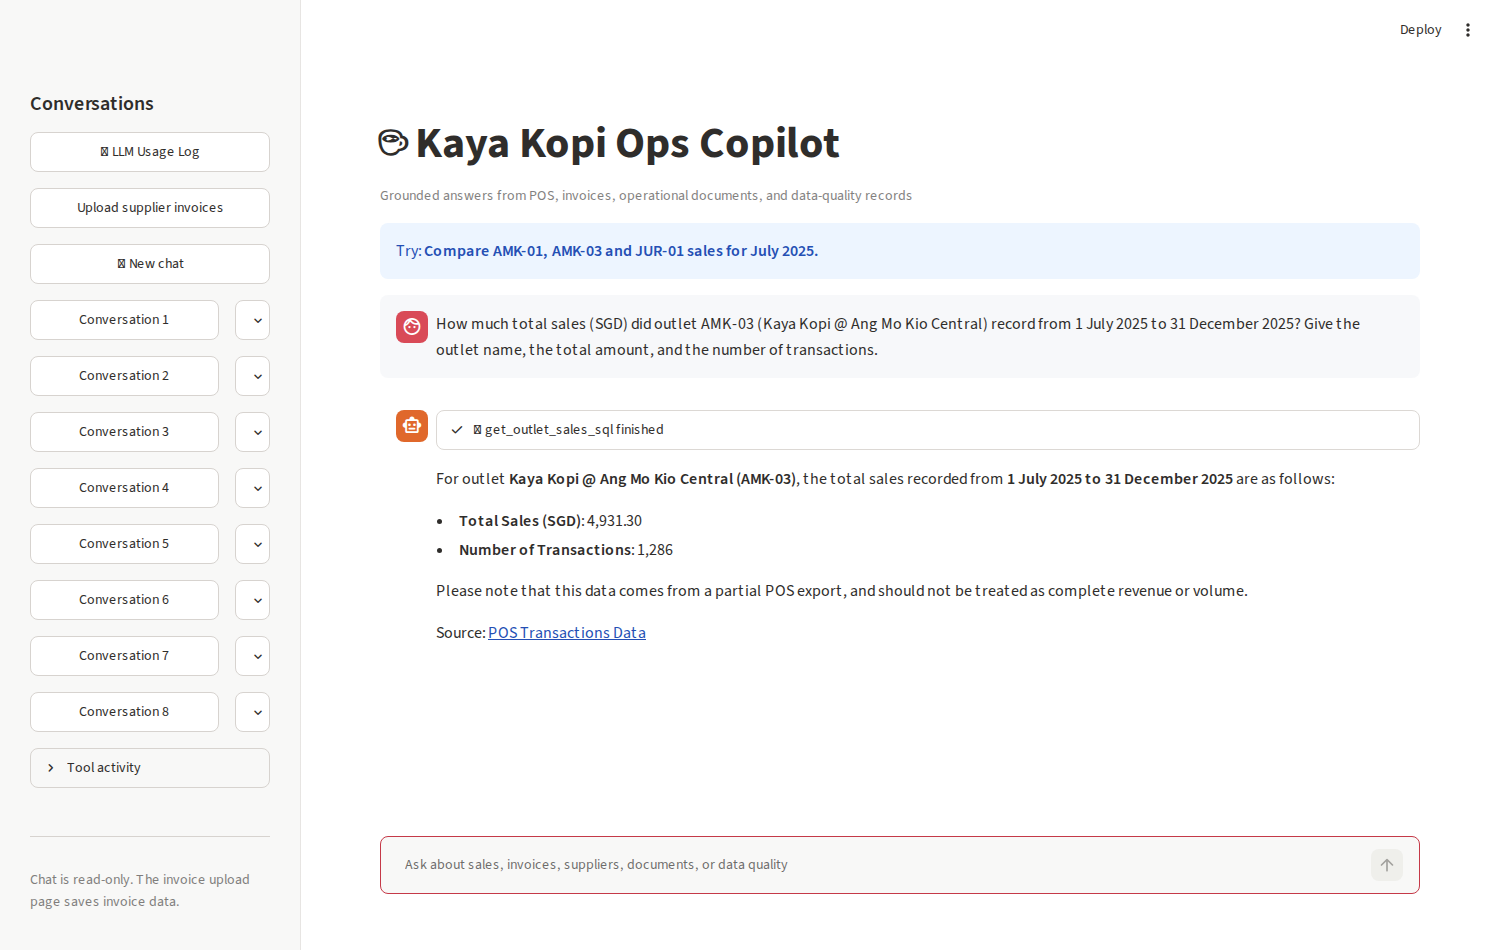 Deploy
Conversations
LLM Usage Log
Upload supplier invoices
New chat
Conversation 1
Conversation 2
Conversation 3
Conversation 4
Conversation 5
Conversation 6
Conversation 7
Conversation 8
Tool activity
Chat is read-only. The invoice upload
page saves invoice data.
Kaya Kopi Ops Copilot
Grounded answers from POS, invoices, operational documents, and data-quality records
Try: Compare AMK-01, AMK-03 and JUR-01 sales for July 2025.
How much total sales (SGD) did outlet AMK-03 (Kaya Kopi @ Ang Mo Kio Central) record from 1 July 2025 to 31 December 2025? Give the
outlet name, the total amount, and the number of transactions.
get_outlet_sales_sql finished
For outlet Kaya Kopi @ Ang Mo Kio Central (AMK-03), the total sales recorded from 1 July 2025 to 31 December 2025 are as follows:
• Total Sales (SGD): 4,931.30
• Number of Transactions: 1,286
Please note that this data comes from a partial POS export, and should not be treated as complete revenue or volume.
Source: POS Transactions Data
Ask about sales, invoices, suppliers, documents, or data quality